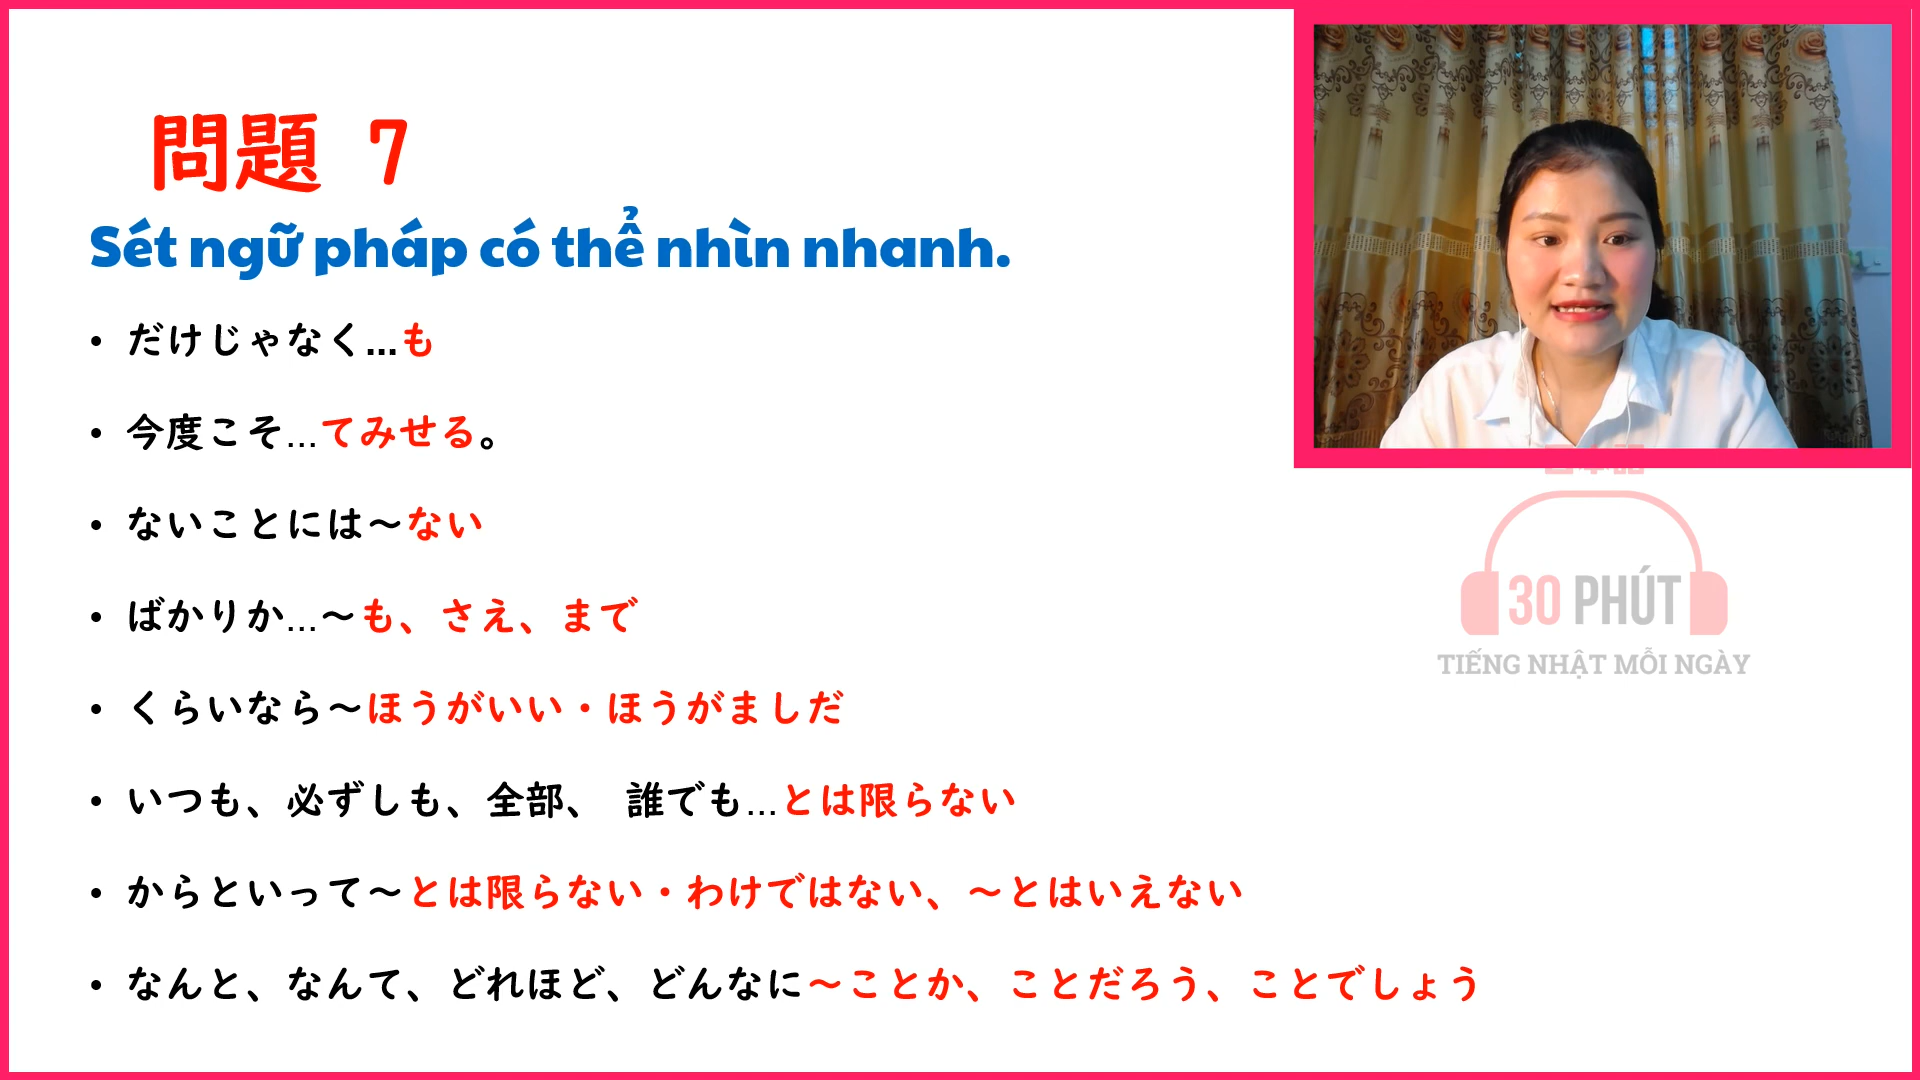 問題 7
Sét ngữ pháp có thể nhìn nhanh.
• だけじゃなく...も
• 今度こそ...てみせる。
• ないことには～ない
• ばかりか...～も、さえ、まで
• くらいなら～ほうがいい・ほうがましだ
• いつも、必ずしも、全部、 誰でも...とは限らない
• からといって～とは限らない・わけではない、～とはいえない
• なんと、なんて、どれほど、どんなに～ことか、ことだろう、ことでしょう
30 PHÚT
TIẾNG NHẬT MỖI NGÀY